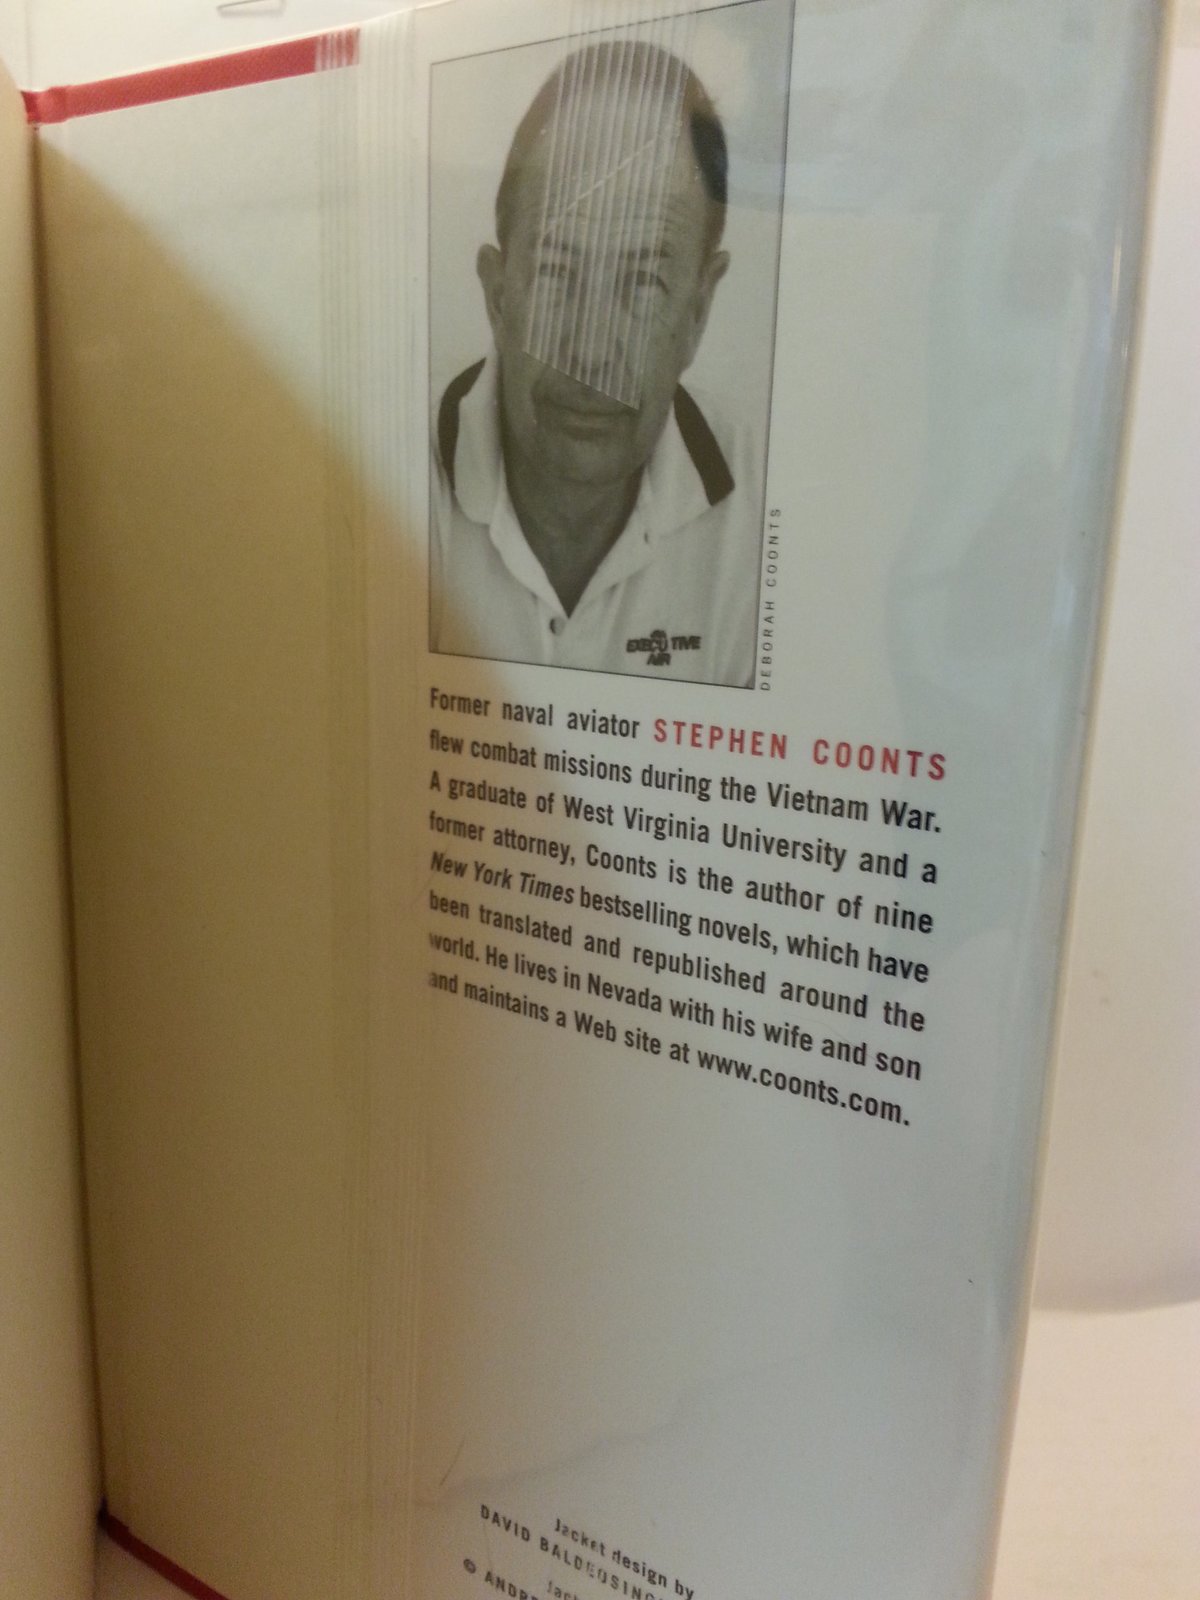 EXECUTIVE
AIR
DEBORAH COONTS
Former naval aviator STEPHEN COONTS
flew combat missions during the Vietnam War.
A graduate of West Virginia University and a
former attorney, Coonts is the author of nine
New York Times bestselling novels, which have
been translated and republished around the
world. He lives in Nevada with his wife and son
and maintains a Web site at www.coonts.com.
Jacket design by
DAVID
©